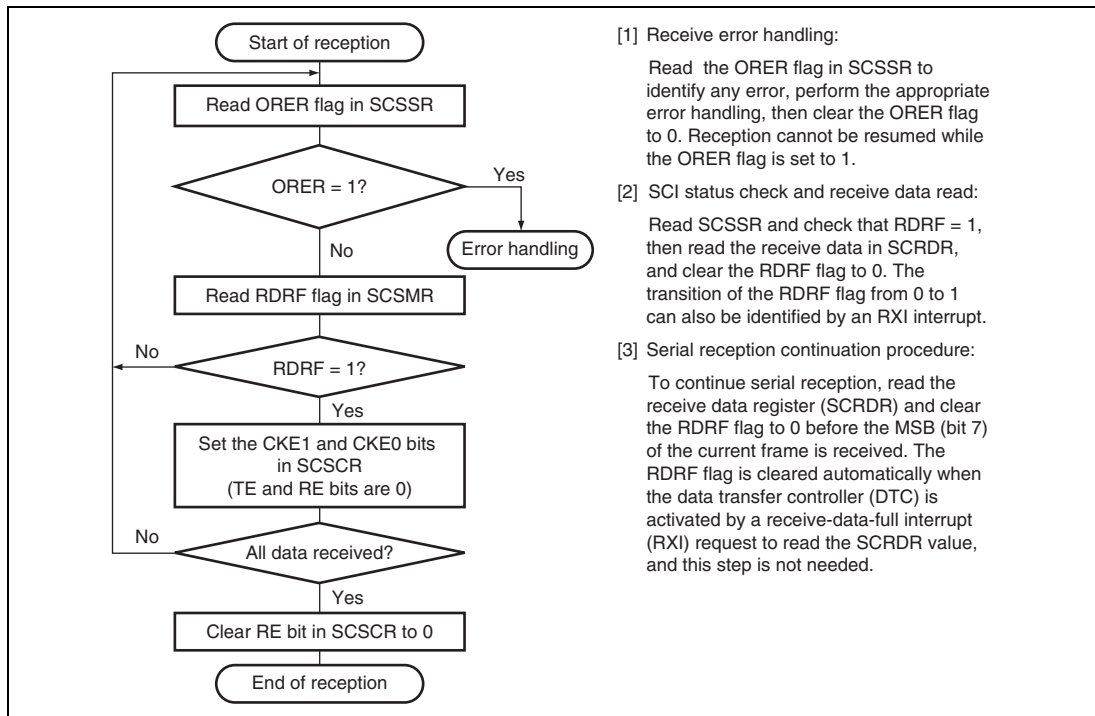 Start of reception
Read ORER flag in SCSSR
ORER = 1?
Yes
Error handling
No
Read RDRF flag in SCSMR
No
RDRF = 1?
Yes
Set the CKE1 and CKE0 bits
in SCSCR
(TE and RE bits are 0)
No
All data received?
Yes
Clear RE bit in SCSCR to 0
End of reception
[1] Receive error handling:
Read the ORER flag in SCSSR to
identify any error, perform the appropriate
error handling, then clear the ORER flag
to 0. Reception cannot be resumed while
the ORER flag is set to 1.
[2] SCI status check and receive data read:
Read SCSSR and check that RDRF = 1,
then read the receive data in SCRDR,
and clear the RDRF flag to 0. The
transition of the RDRF flag from 0 to 1
can also be identified by an RXI interrupt.
[3] Serial reception continuation procedure:
To continue serial reception, read the
receive data register (SCRDR) and clear
the RDRF flag to 0 before the MSB (bit 7)
of the current frame is received. The
RDRF flag is cleared automatically when
the data transfer controller (DTC) is
activated by a receive-data-full interrupt
(RXI) request to read the SCRDR value,
and this step is not needed.